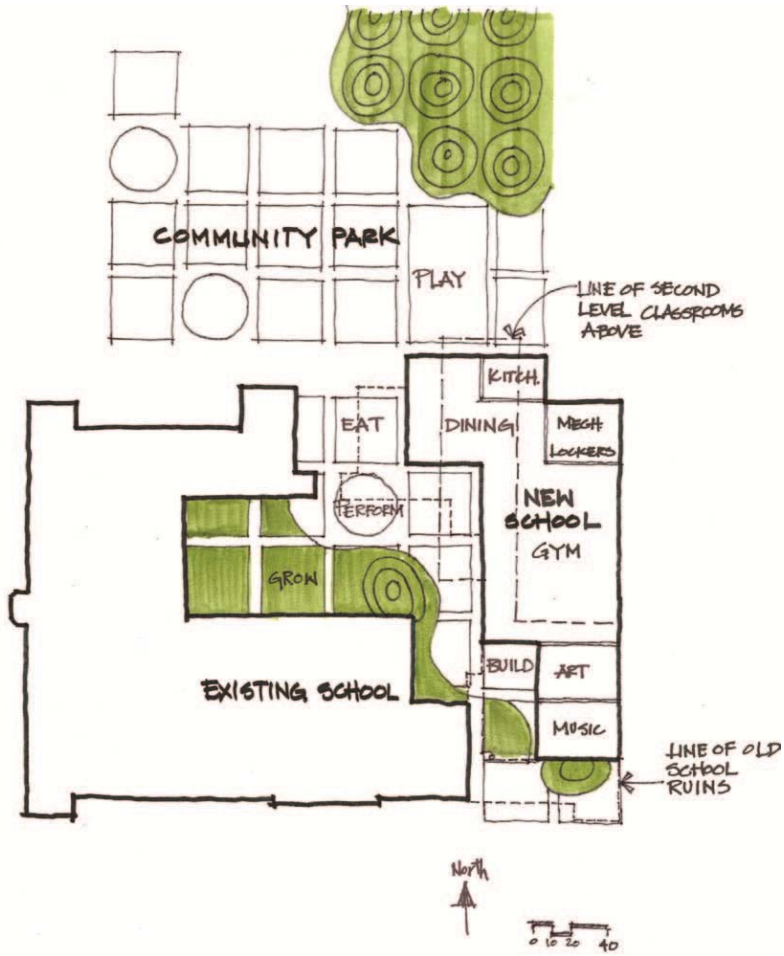 COMMUNITY PARK
PLAY
LINE OF SECOND
LEVEL CLASSROOMS
ABOVE
KITCH.
EAT
DINING
MECH.
LOCKERS
PERFORM
NEW
SCHOOL
GYM
GROW
EXISTING SCHOOL
BUILD
ART
MUSIC
LINE OF OLD
SCHOOL
RUINS
North
0 10 20 40